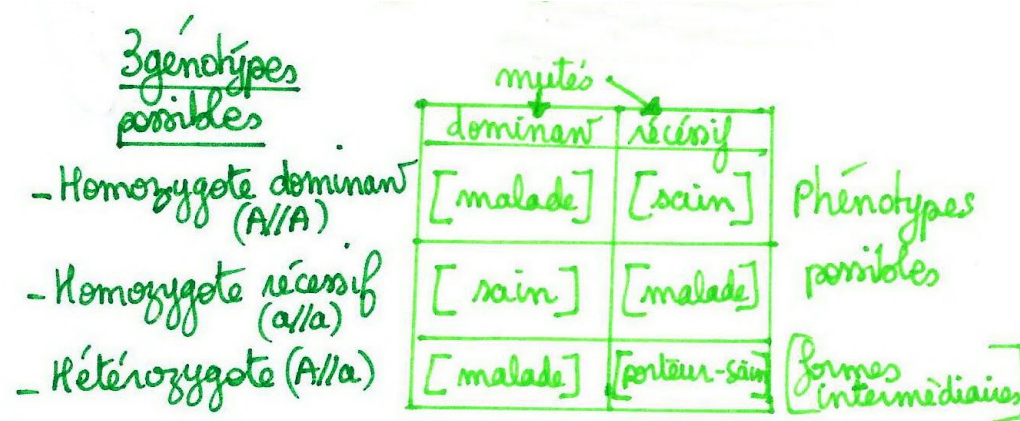 3génotypes
possibles
mutés
dominant récéssif
- Homozygote dominant [malade] [sain] Phénotypes
(A//A)
possibles
- Homozygote récessif [sain] [malade]
(a//a)
- Hétérozygote (A//a) [malade] [porteur-sain] [formes
intermédiaires]